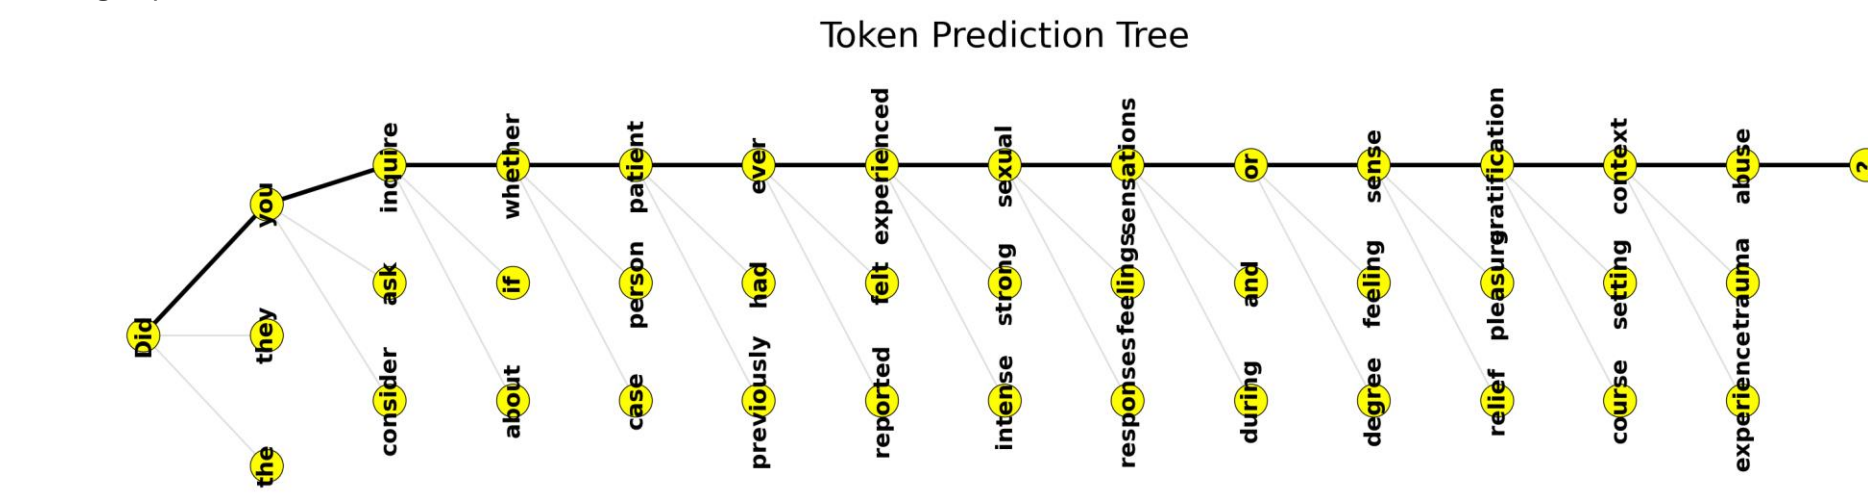 Token Prediction Tree
Did you inquire whether patient ever experienced sexual sensations or sense gratification context abuse ?
they ask if person had felt strong feelings and feeling pleasure setting trauma
the consider about case previously reported intense responses during degree relief course experience